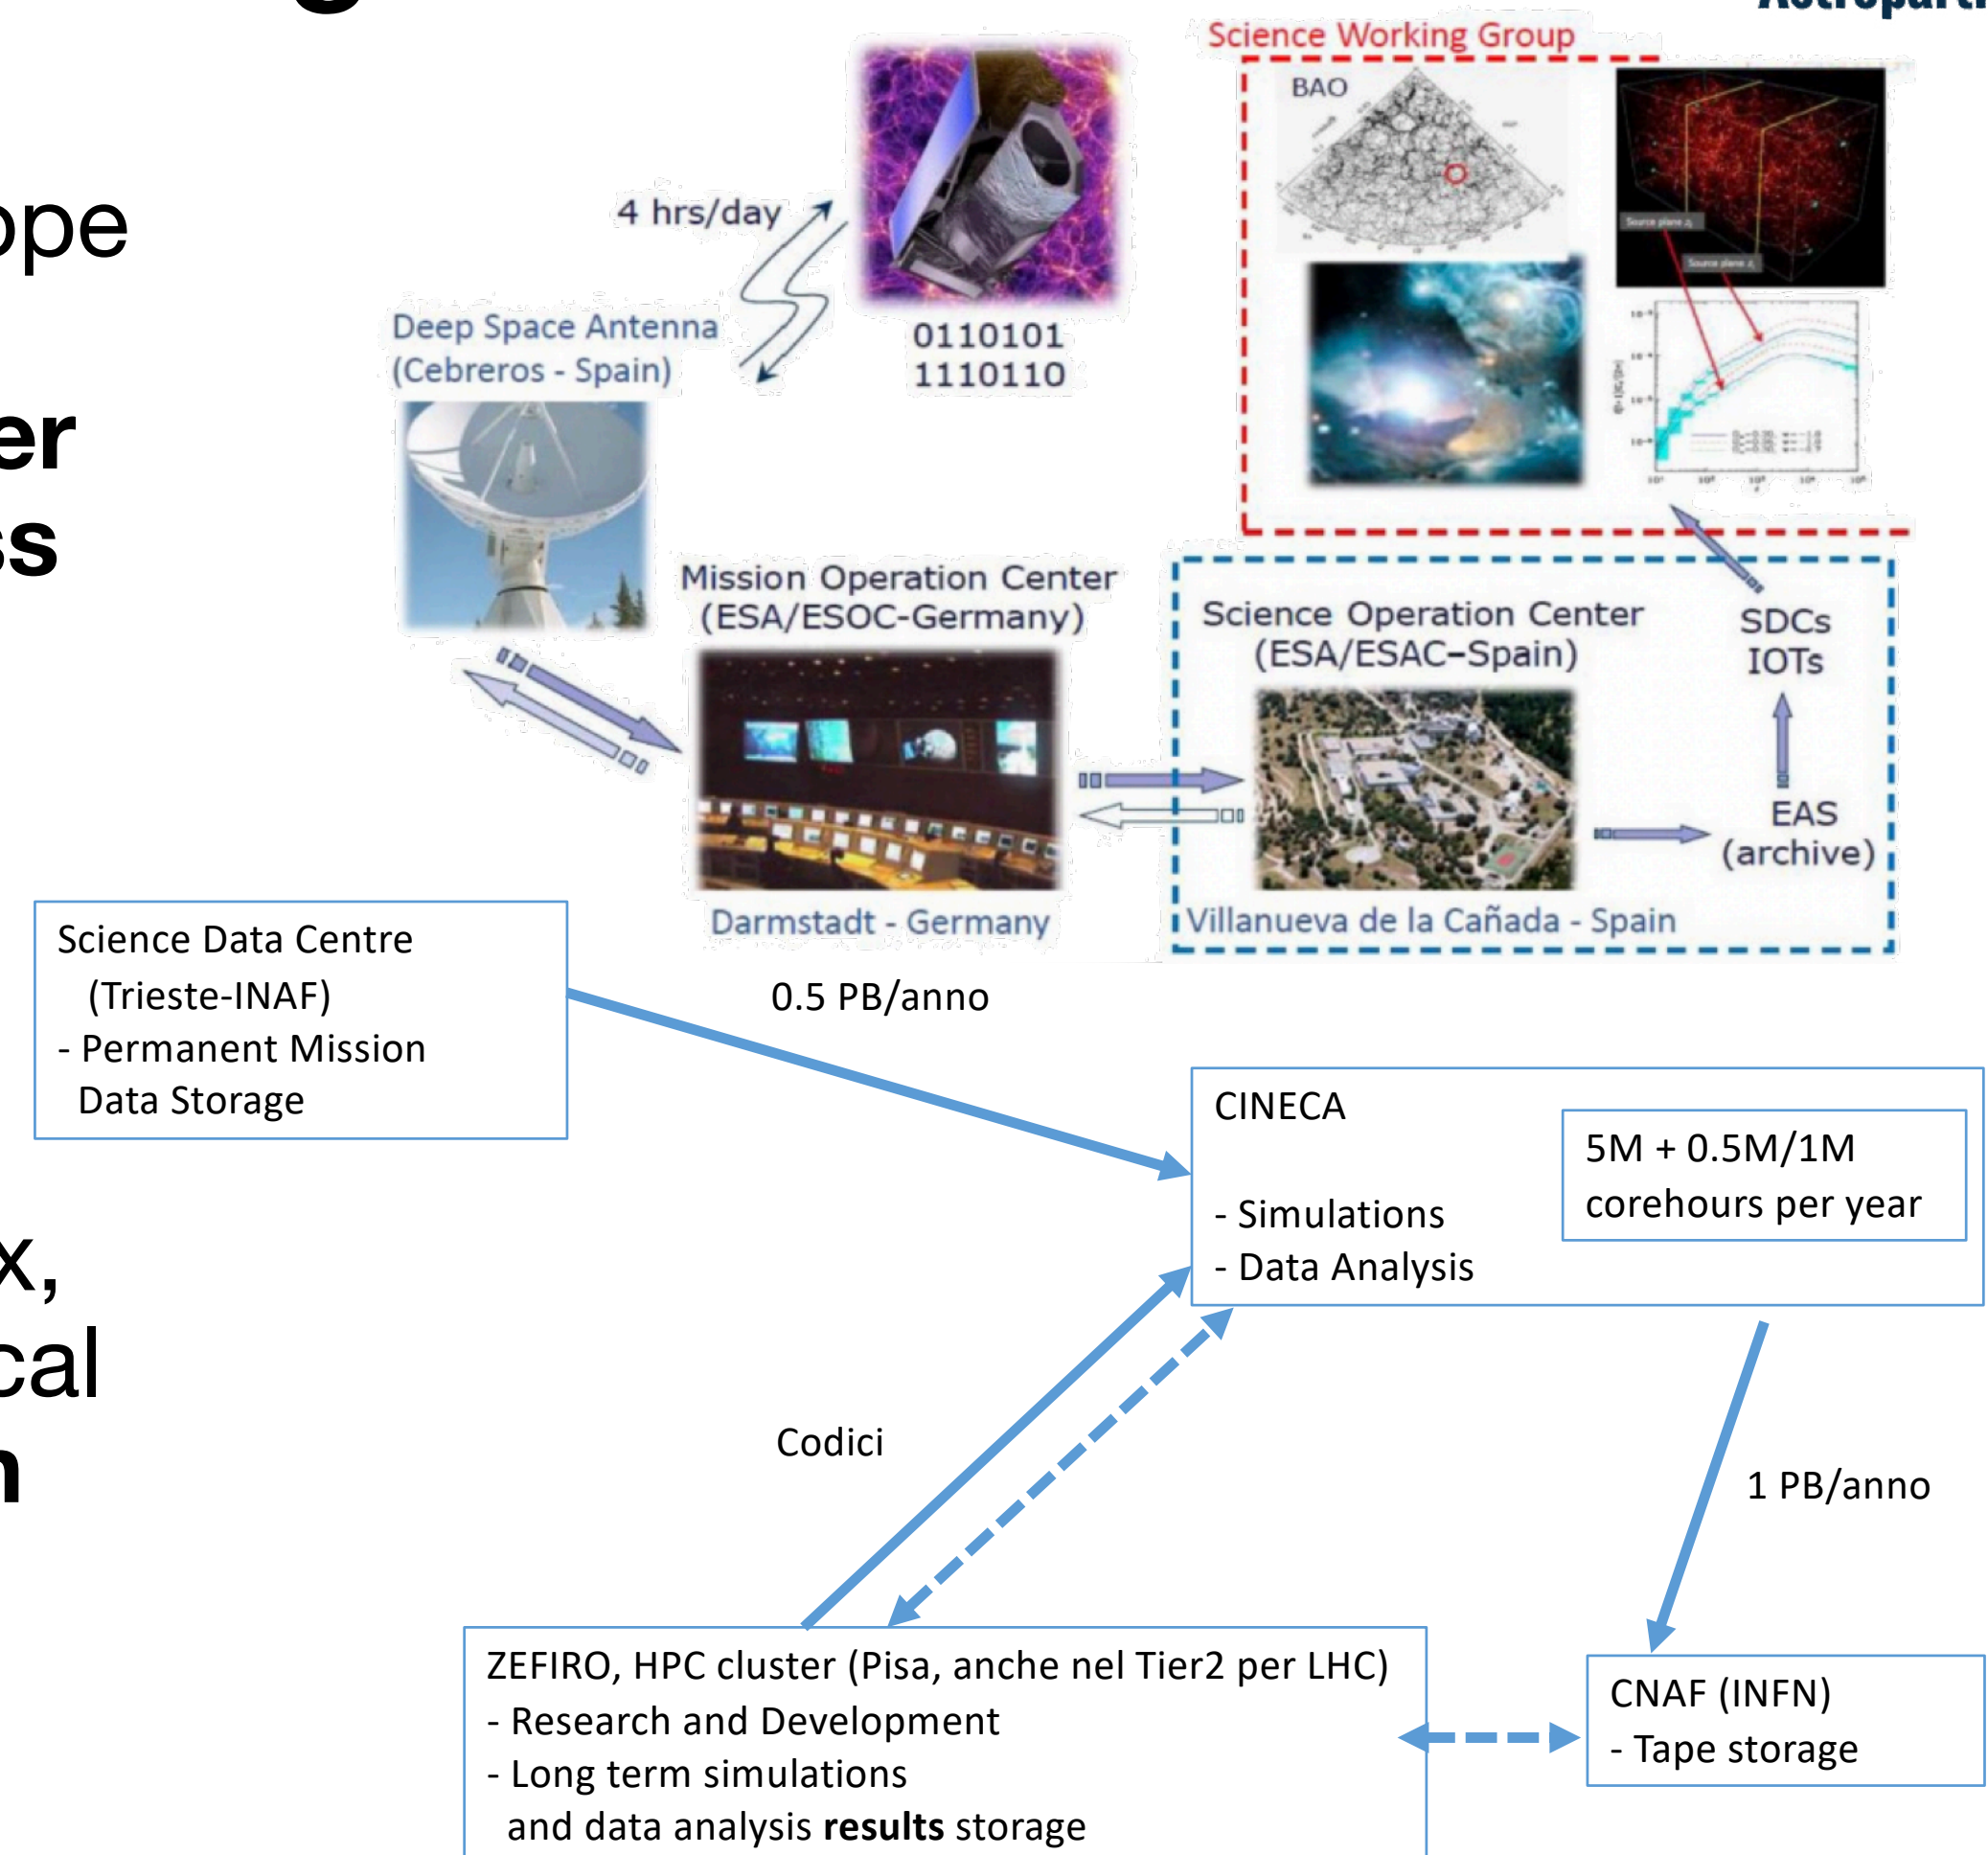 Science Working Group
BAO
4 hrs/day
Source plane
Source plane
Deep Space Antenna
(Cebreros - Spain)
0110101
1110110
Mission Operation Center
(ESA/ESOC-Germany)
Darmstadt - Germany
Science Operation Center
(ESA/ESAC–Spain)
SDCs
IOTs
EAS
(archive)
Villanueva de la Cañada - Spain
Science Data Centre
(Trieste-INAF)
- Permanent Mission
Data Storage
0.5 PB/anno
CINECA
- Simulations
- Data Analysis
5M + 0.5M/1M
corehours per year
Codici
1 PB/anno
ZEFIRO, HPC cluster (Pisa, anche nel Tier2 per LHC)
- Research and Development
- Long term simulations
and data analysis results storage
CNAF (INFN)
- Tape storage